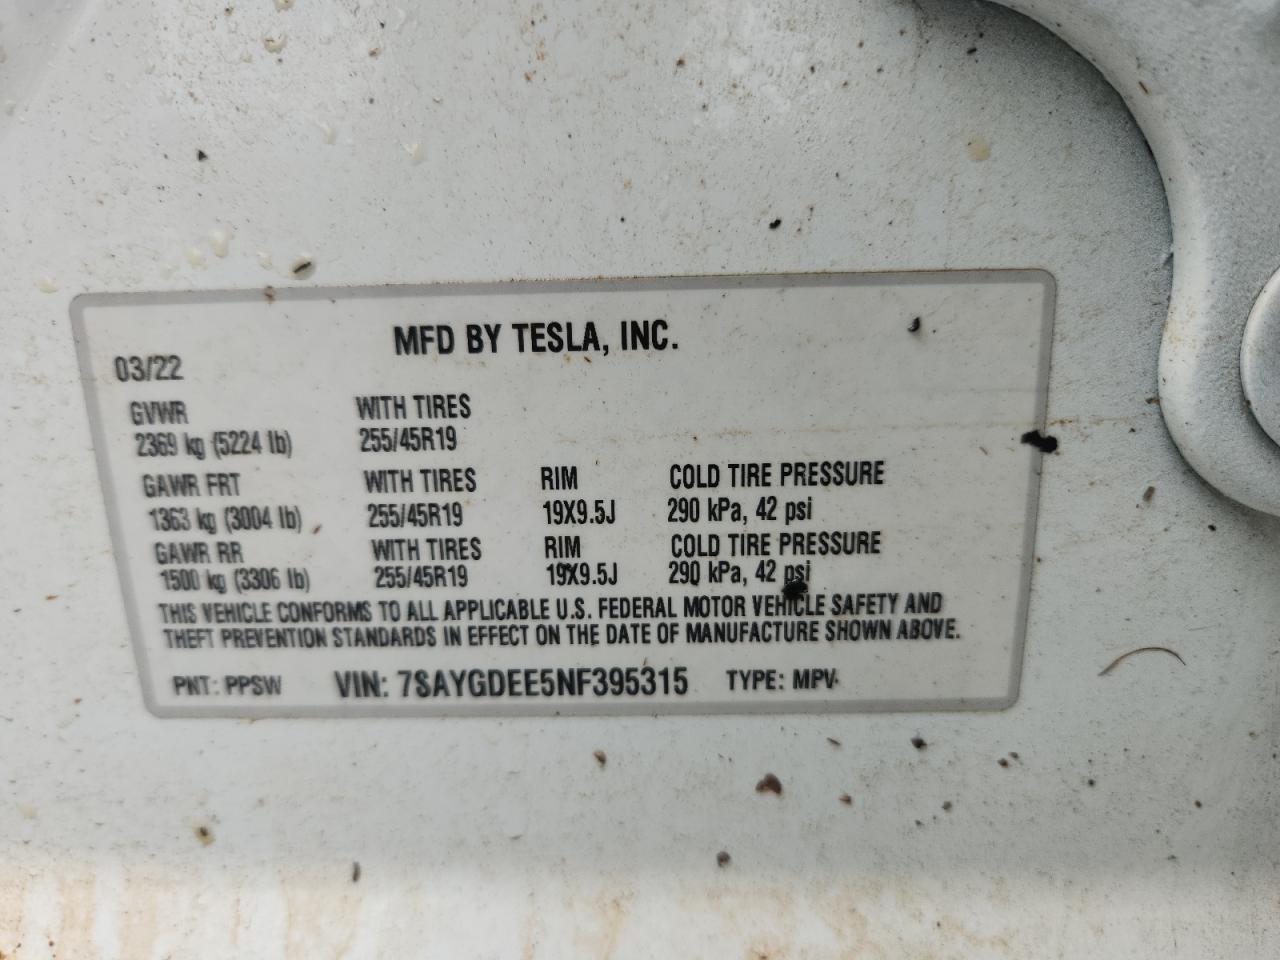 MFD BY TESLA, INC.
03/22
GVWR WITH TIRES
2369 kg (5224 lb) 255/45R19
GAWR FRT WITH TIRES RIM COLD TIRE PRESSURE
1363 kg (3004 lb) 255/45R19 19X9.5J 290 kPa, 42 psi
GAWR RR WITH TIRES RIM COLD TIRE PRESSURE
1500 kg (3306 lb) 255/45R19 19X9.5J 290 kPa, 42 psi
THIS VEHICLE CONFORMS TO ALL APPLICABLE U.S. FEDERAL MOTOR VEHICLE SAFETY AND
THEFT PREVENTION STANDARDS IN EFFECT ON THE DATE OF MANUFACTURE SHOWN ABOVE.
PNT: PPSW VIN: 7SAYGDEE5NF395315 TYPE: MPV